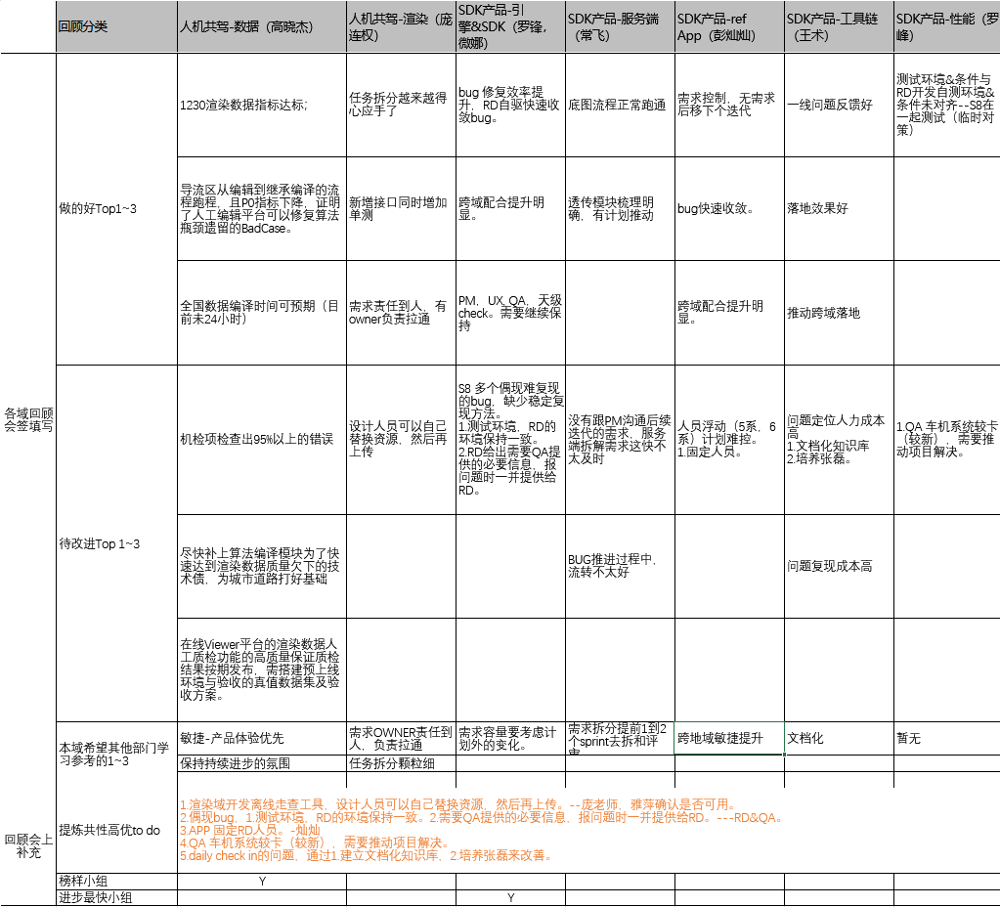 回顾分类
人机共驾-数据（高晓杰）
人机共驾-渲染（庞
连权）
SDK产品-引
擎&SDK（罗锋,
微娜）
SDK产品-服务端
（常飞）
SDK产品-ref
App（彭灿灿）
SDK产品-工具链
（王术）
SDK产品-性能（罗
峰）
各域回顾
会签填写
做的好Top1~3
1230渲染数据指标达标；
任务拆分越来越得
心应手了
bug 修复效率提
升，RD自驱快速收
敛bug。
底图流程正常跑通
需求控制，无需求
后移下个迭代
一线问题反馈好
测试环境&条件与
RD开发自测环境&
条件未对齐--S8在
一起测试（临时对
策）
导流区从编辑到继承编译的流
程跑程，且P0指标下降，证明
了人工编辑平台可以修复算法
瓶颈遗留的BadCase。
新增接口同时增加
单测
跨域配合提升明
显。
透传模块梳理明
确，有计划推动
bug快速收敛。
落地效果好
全国数据编译时间可预期（目
前未24小时）
需求责任到人，有
owner负责拉通
PM，UX, QA，天级
check。需要继续保
持
跨域配合提升明
显。
推动跨域落地
待改进Top 1~3
机检项检查出95%以上的错误
设计人员可以自己
替换资源，然后再
上传
S8 多个偶现难复现
的bug，缺少稳定复
现方法。
1.测试环境，RD的
环境保持一致。
2.RD给出需要QA提
供的必要信息，报
问题时一并提供给
RD。
没有跟PM沟通后续
迭代的需求，服务
端拆解需求这快不
太及时
人员浮动（5系，6
系）计划难控。
1.固定人员。
问题定位人力成本
高
1.文档化知识库
2.培养张磊。
1.QA 车机系统较卡
（较新），需要推
动项目解决。
尽快补上算法编译模块为了快
速达到渲染数据质量欠下的技
术债，为城市道路打好基础
BUG推进过程中，
流转不太好
问题复现成本高
在线Viewer平台的渲染数据人
工质检功能的高质量保证质检
结果按期发布，需搭建预上线
环境与验收的真值数据集及验
收方案。
本域希望其他部门学
习参考的1~3
敏捷-产品体验优先
需求OWNER责任到
人，负责拉通
需求容量要考虑计
划外的变化。
需求拆分提前1到2
个sprint去拆和评
审
跨地域敏捷提升
文档化
暂无
保持持续进步的氛围
任务拆分颗粒细
回顾会上
补充
提炼共性高优to do
1.渲染域开发离线走查工具，设计人员可以自己替换资源，然后再上传。--庞老师，雅萍确认是否可用。
2.偶现bug，1.测试环境，RD的环境保持一致。2.需要QA提供的必要信息，报问题时一并提供给RD。---RD&QA。
3.APP 固定RD人员。-灿灿
4.QA 车机系统较卡（较新），需要推动项目解决。
5.daily check in的问题，通过1.建立文档化知识库，2.培养张磊来改善。
榜样小组
Y
进步最快小组
Y